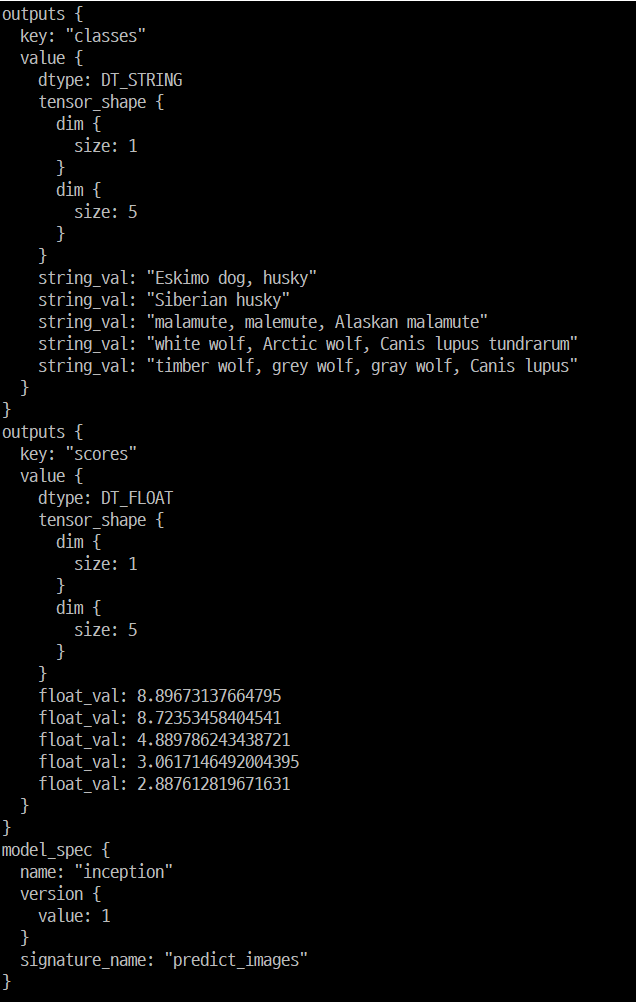 outputs {
  key: "classes"
  value {
    dtype: DT_STRING
    tensor_shape {
      dim {
        size: 1
      }
      dim {
        size: 5
      }
    }
    string_val: "Eskimo dog, husky"
    string_val: "Siberian husky"
    string_val: "malamute, malemute, Alaskan malamute"
    string_val: "white wolf, Arctic wolf, Canis lupus tundrarum"
    string_val: "timber wolf, grey wolf, gray wolf, Canis lupus"
  }
}
outputs {
  key: "scores"
  value {
    dtype: DT_FLOAT
    tensor_shape {
      dim {
        size: 1
      }
      dim {
        size: 5
      }
    }
    float_val: 8.89673137664795
    float_val: 8.72353458404541
    float_val: 4.889786243438721
    float_val: 3.0617146492004395
    float_val: 2.887612819671631
  }
}
model_spec {
  name: "inception"
  version {
    value: 1
  }
  signature_name: "predict_images"
}